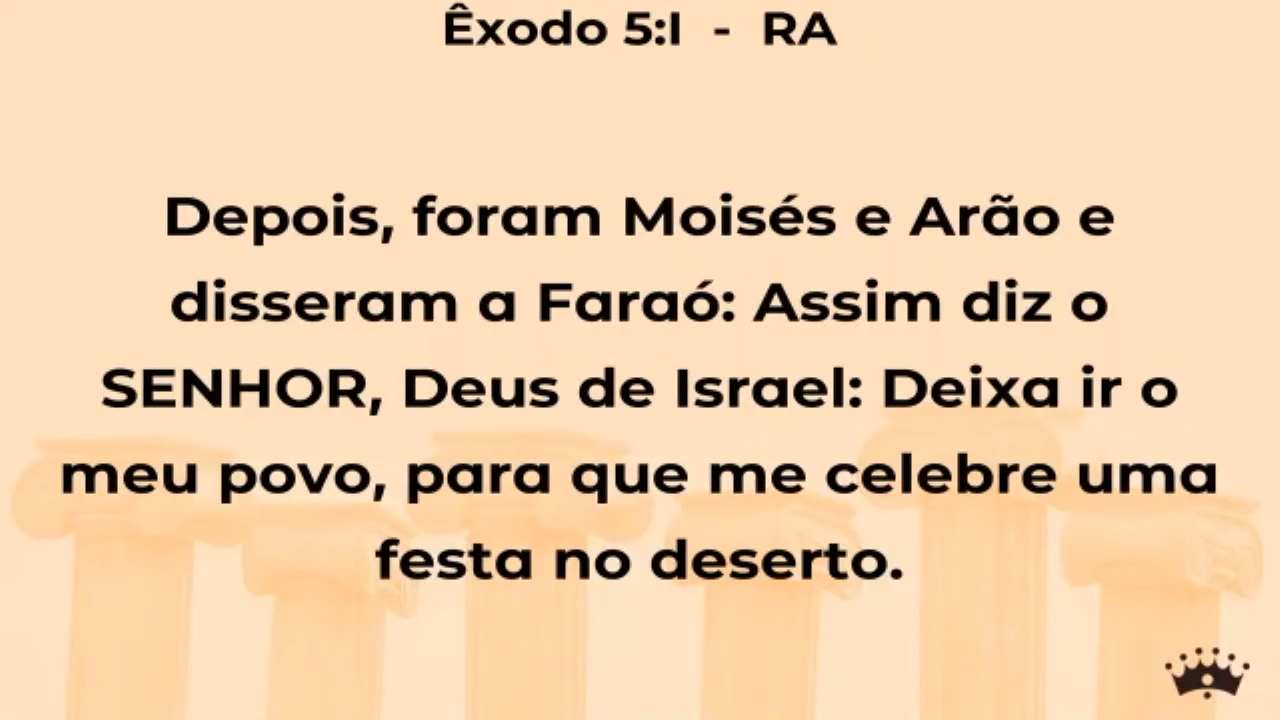 Êxodo 5:I - RA
Depois, foram Moisés e Arão e
disseram a Faraó: Assim diz o
SENHOR, Deus de Israel: Deixa ir o
meu povo, para que me celebre uma
festa no deserto.